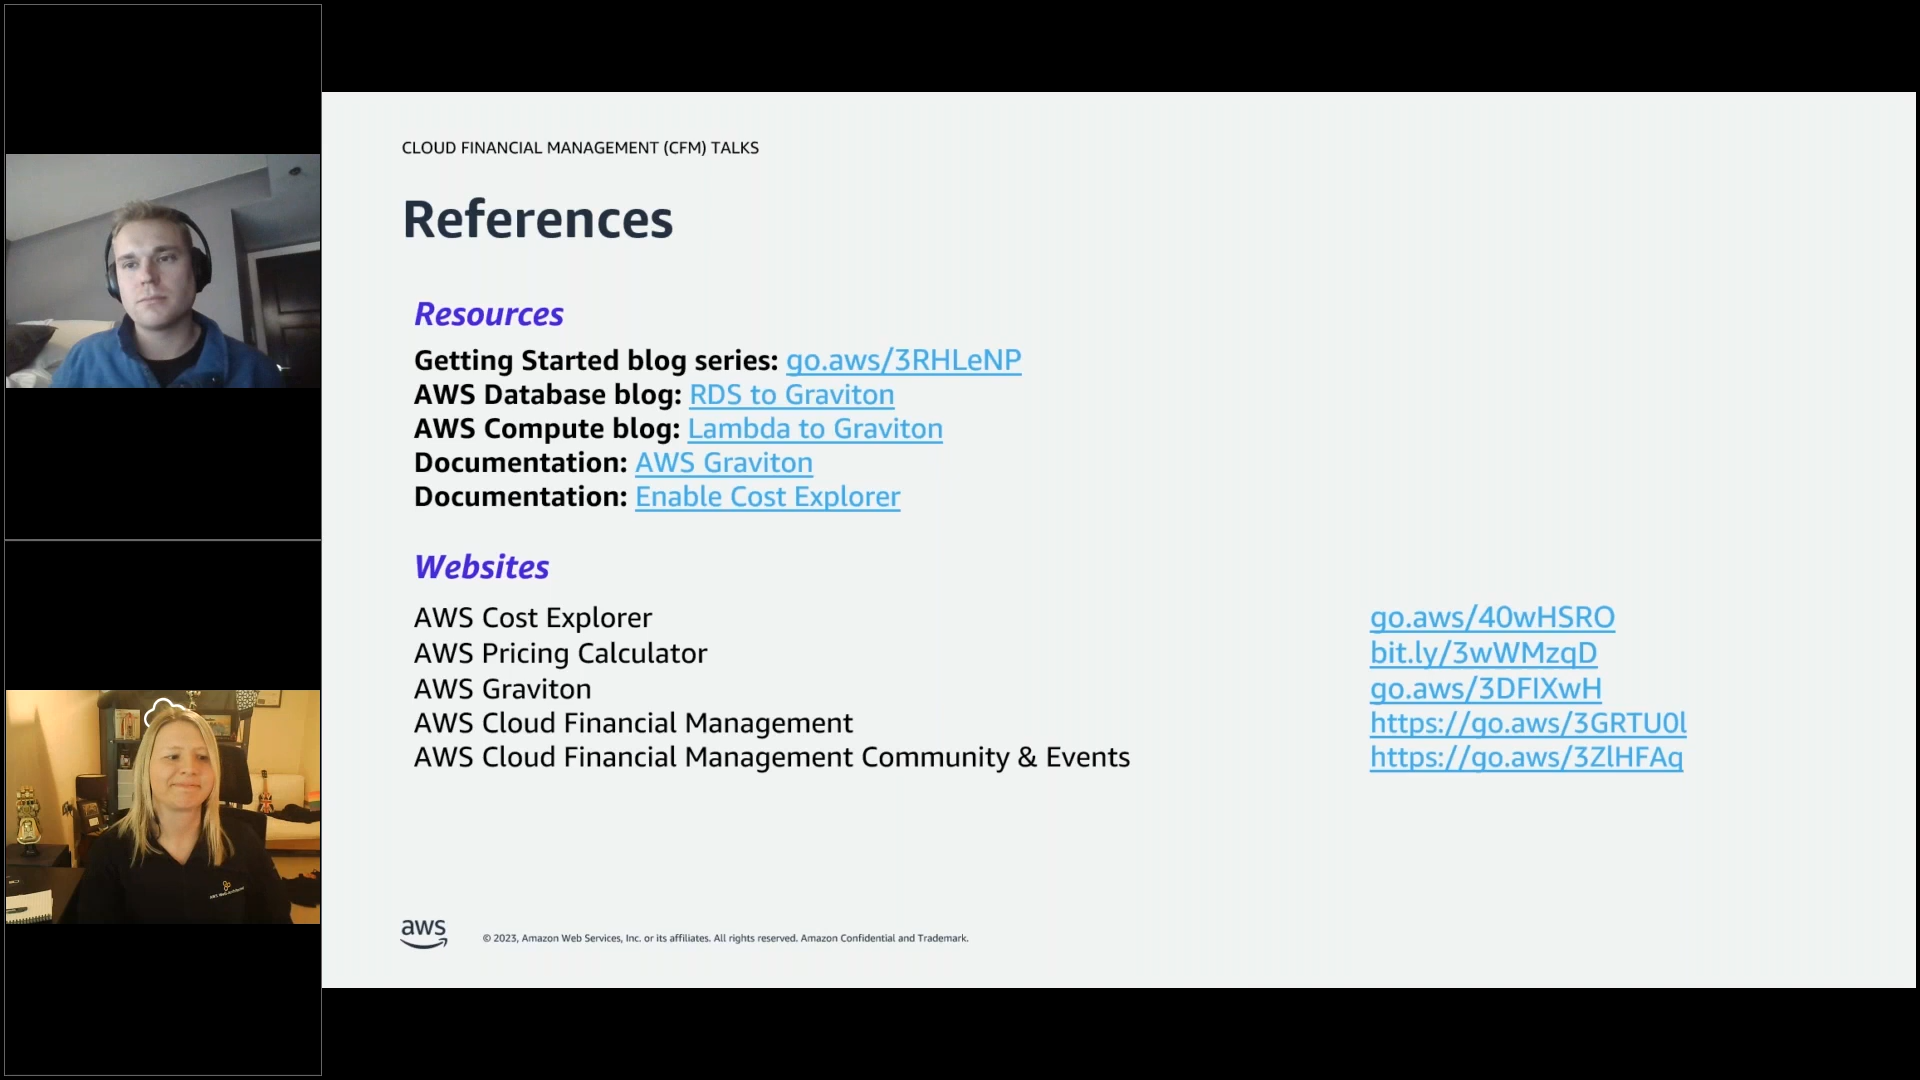 CLOUD FINANCIAL MANAGEMENT (CFM) TALKS
References
Resources
Getting Started blog series: go.aws/3RHLeNP
AWS Database blog: RDS to Graviton
AWS Compute blog: Lambda to Graviton
Documentation: AWS Graviton
Documentation: Enable Cost Explorer
Websites
AWS Cost Explorer go.aws/40wHSRO
AWS Pricing Calculator bit.ly/3wWMzqD
AWS Graviton go.aws/3DFIXwH
AWS Cloud Financial Management https://go.aws/3GRTU0l
AWS Cloud Financial Management Community & Events https://go.aws/3ZlHFAq
aws
© 2023, Amazon Web Services, Inc. or its affiliates. All rights reserved. Amazon Confidential and Trademark.